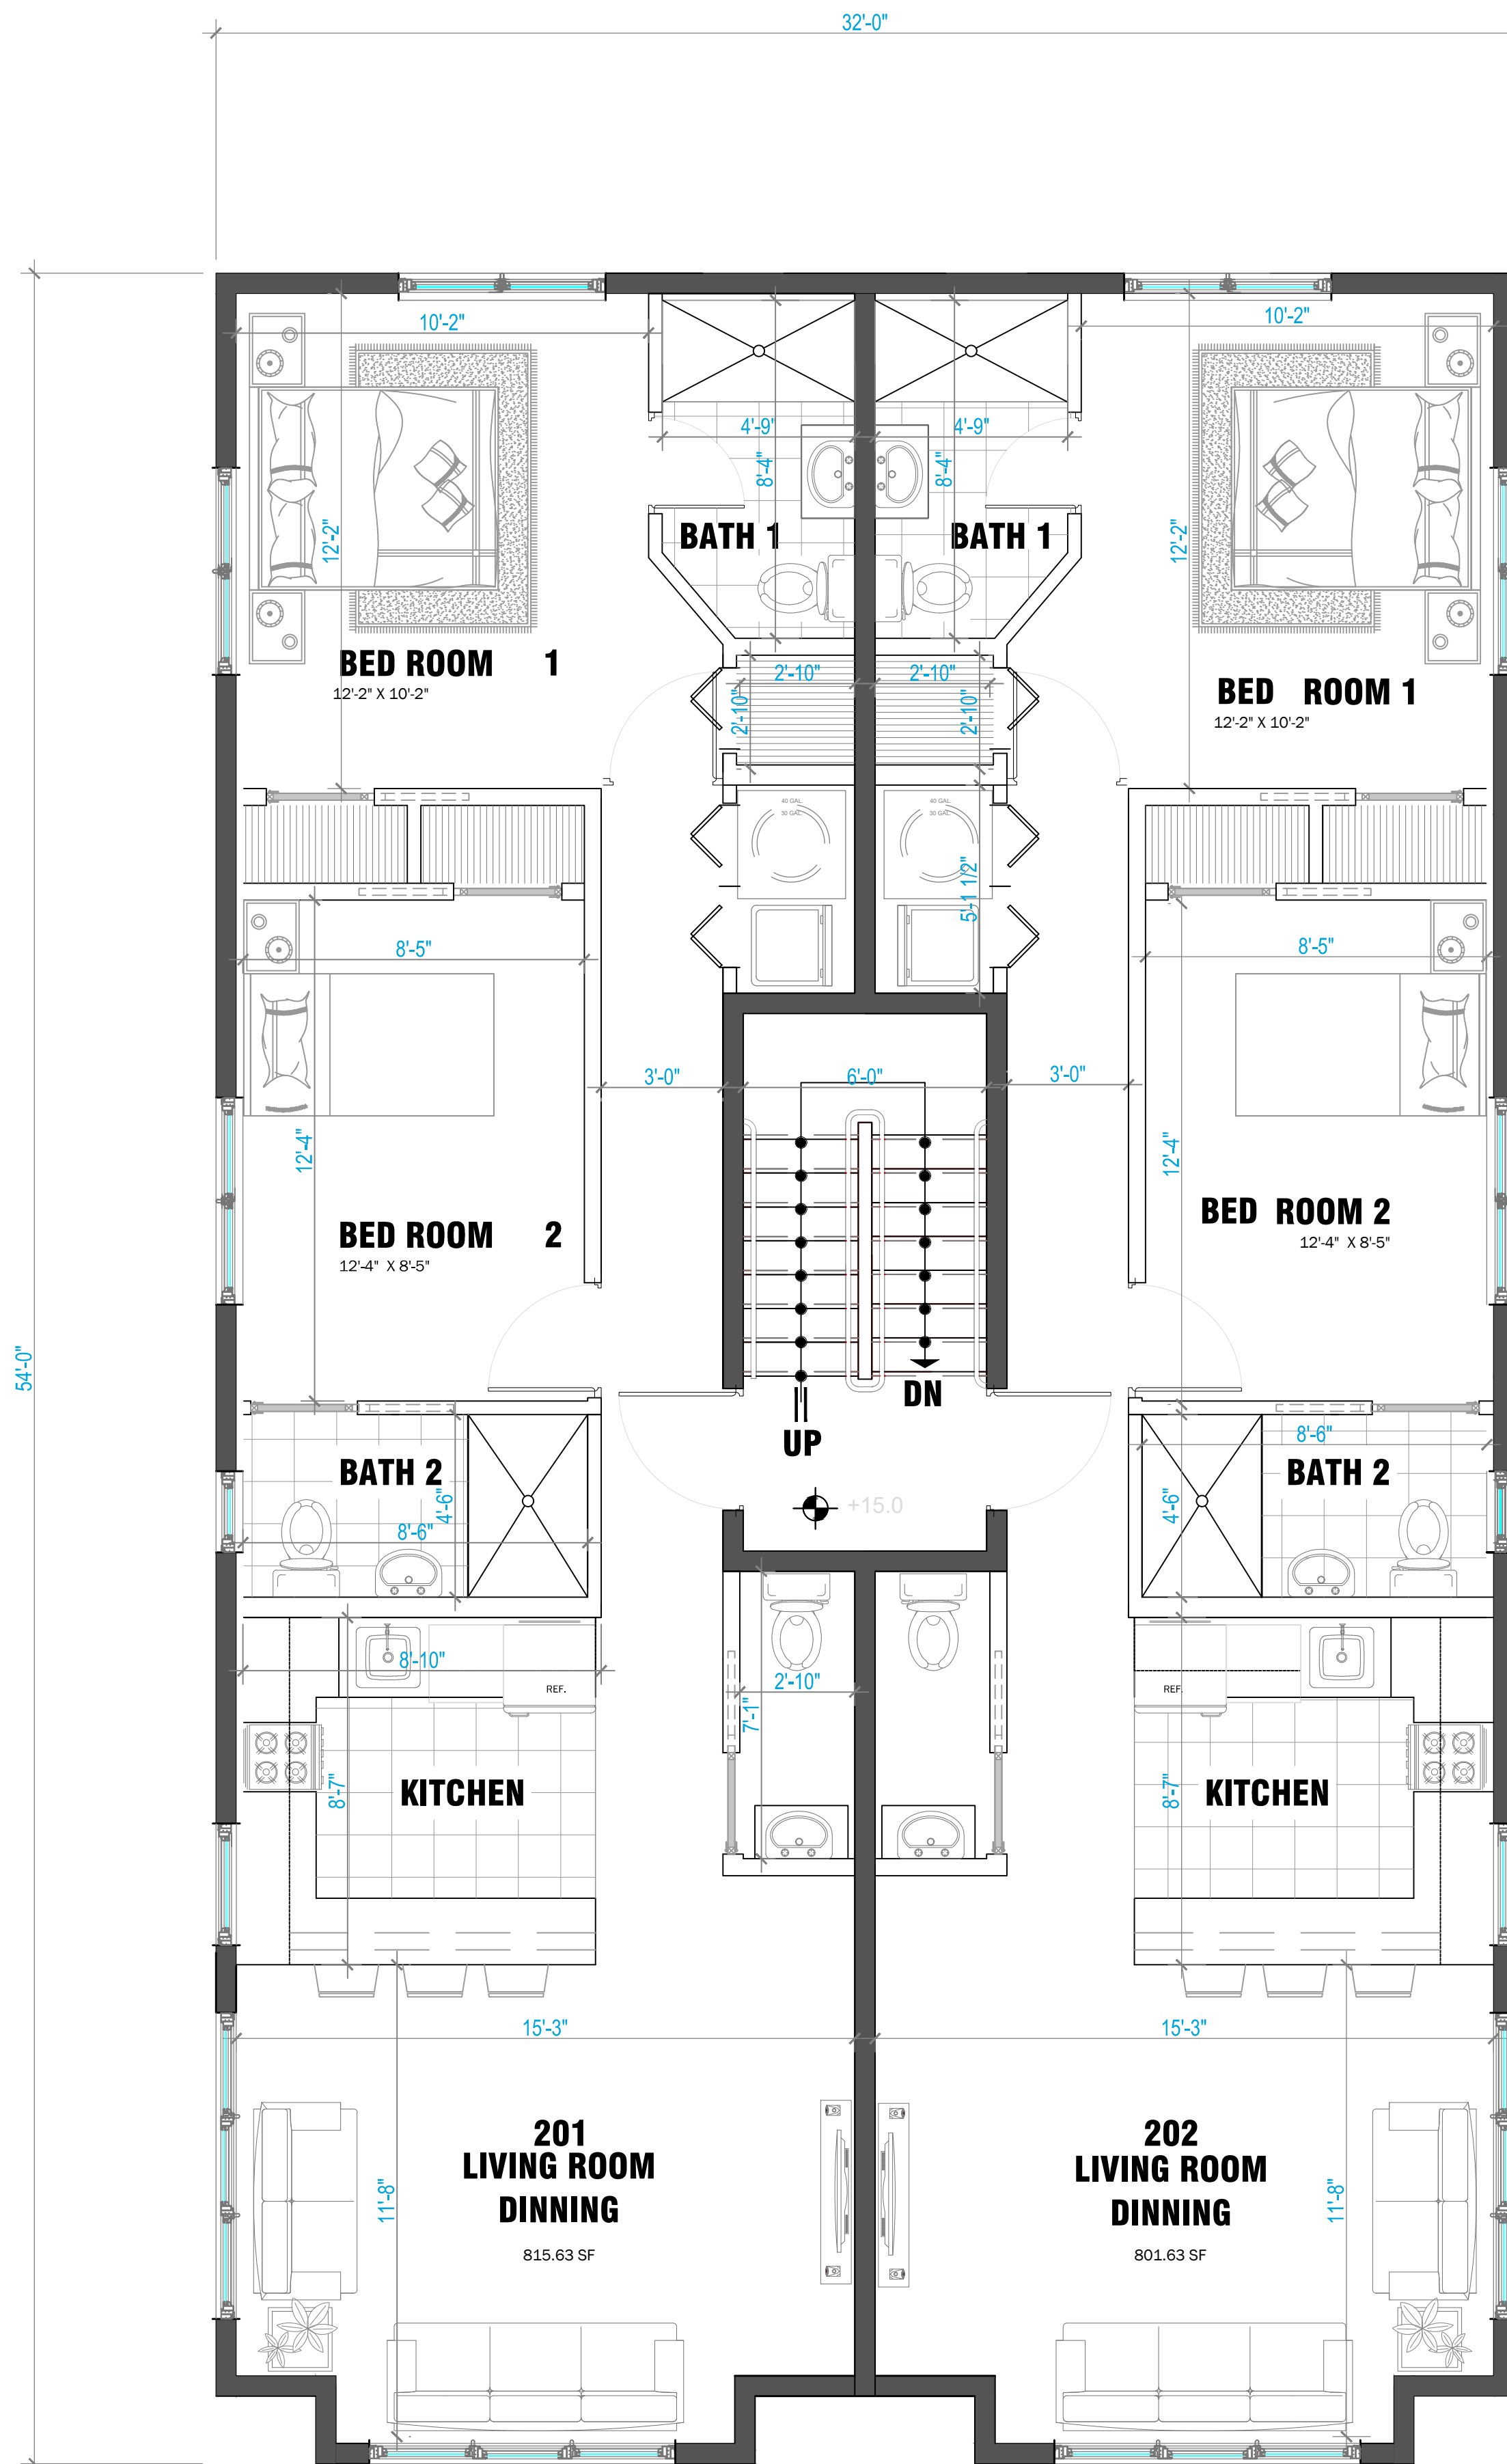 32'-0"
10'-2"
10'-2"
4'-9"
4'-9"
8'-4"
8'-4"
12'-2"
12'-2"
BATH 1
BATH 1
BED ROOM 1
12'-2" X 10'-2"
2'-10"
2'-10"
BED ROOM 1
12'-2" X 10'-2"
2'-10"
2'-10"
40 GAL
30 GAL
40 GAL
30 GAL
5'-1 1/2"
8'-5"
8'-5"
3'-0"
6'-0"
3'-0"
12'-4"
12'-4"
BED ROOM 2
12'-4" X 8'-5"
BED ROOM 2
12'-4" X 8'-5"
54'-0"
DN
UP
BATH 2
8'-6"
BATH 2
4'-6"
4'-6"
+15.0
8'-6"
8'-10"
REF.
2'-10"
REF.
7'-1"
KITCHEN
8'-7"
KITCHEN
8'-7"
15'-3"
15'-3"
201
LIVING ROOM
DINNING
815.63 SF
11'-8"
202
LIVING ROOM
DINNING
801.63 SF
11'-8"